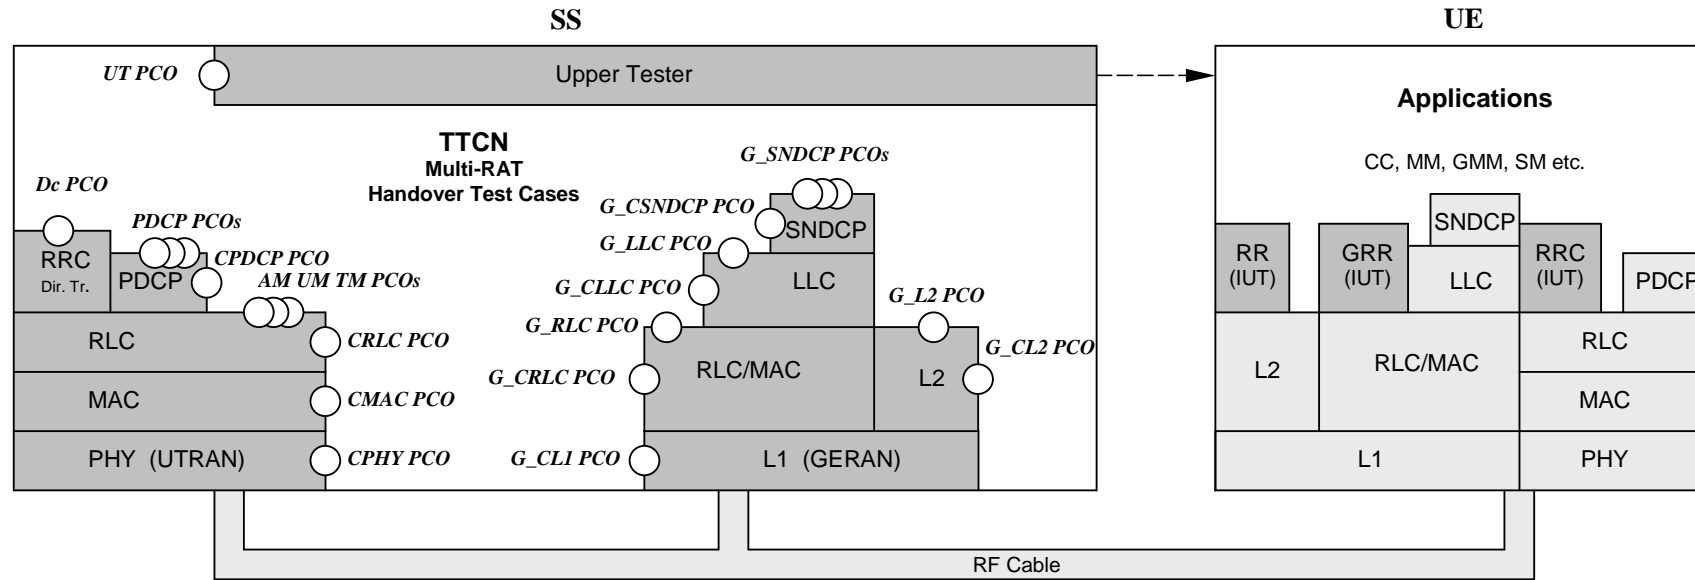 SS
UE
UT PCO
Upper Tester
Applications
TTCN
Multi-RAT
Handover Test Cases
CC, MM, GMM, SM etc.
Dc PCO
PDCP PCOs
CPDCP PCO
AM UM TM PCOs
RRC
Dir. Tr.
PDCP
RLC
CRLC PCO
MAC
CMAC PCO
PHY (UTRAN)
CPHY PCO
G_SNDCP PCOs
G_CSNDCP PCO
SNDCP
G_LLC PCO
G_CLLC PCO
LLC
G_L2 PCO
G_RLC PCO
G_CL2 PCO
G_CRLC PCO
RLC/MAC
L2
G_CL1 PCO
L1 (GERAN)
RR
(IUT)
GRR
(IUT)
SNDCP
LLC
RRC
(IUT)
PDCP
L2
RLC/MAC
RLC
MAC
L1
PHY
RF Cable